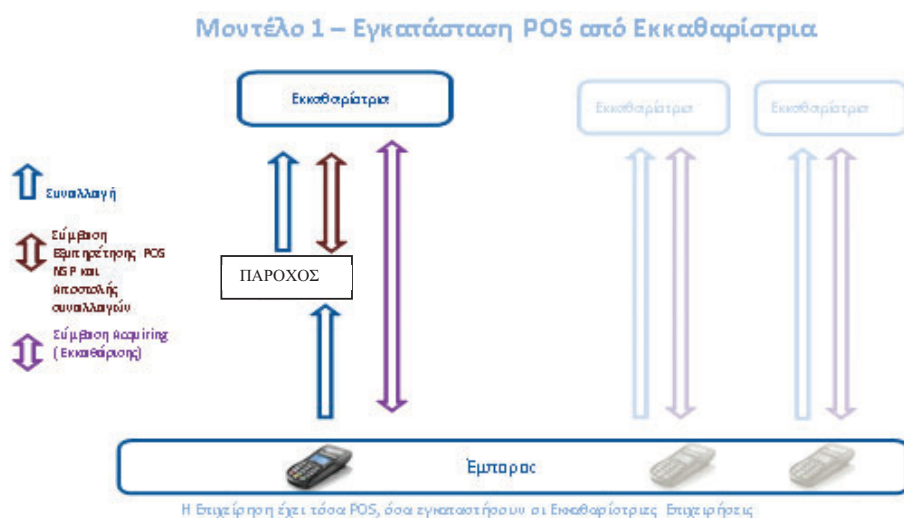 Μοντέλο 1 – Εγκατάσταση POS από Εκκαθαρίστρια
Εκκαθαρίστρια
Εκκαθαρίστρια
Εκκαθαρίστρια
Συναλλαγή
Σύμβαση
Εξυπηρέτησης POS
NSP και
Αποστολής
συναλλαγών
Σύμβαση Acquiring
(Εκκαθάρισης)
ΠΑΡΟΧΟΣ
Έμπορος
Η Επιχείρηση έχει τόσα POS, όσα εγκαταστήσουν οι Εκκαθαρίστριες Επιχειρήσεις